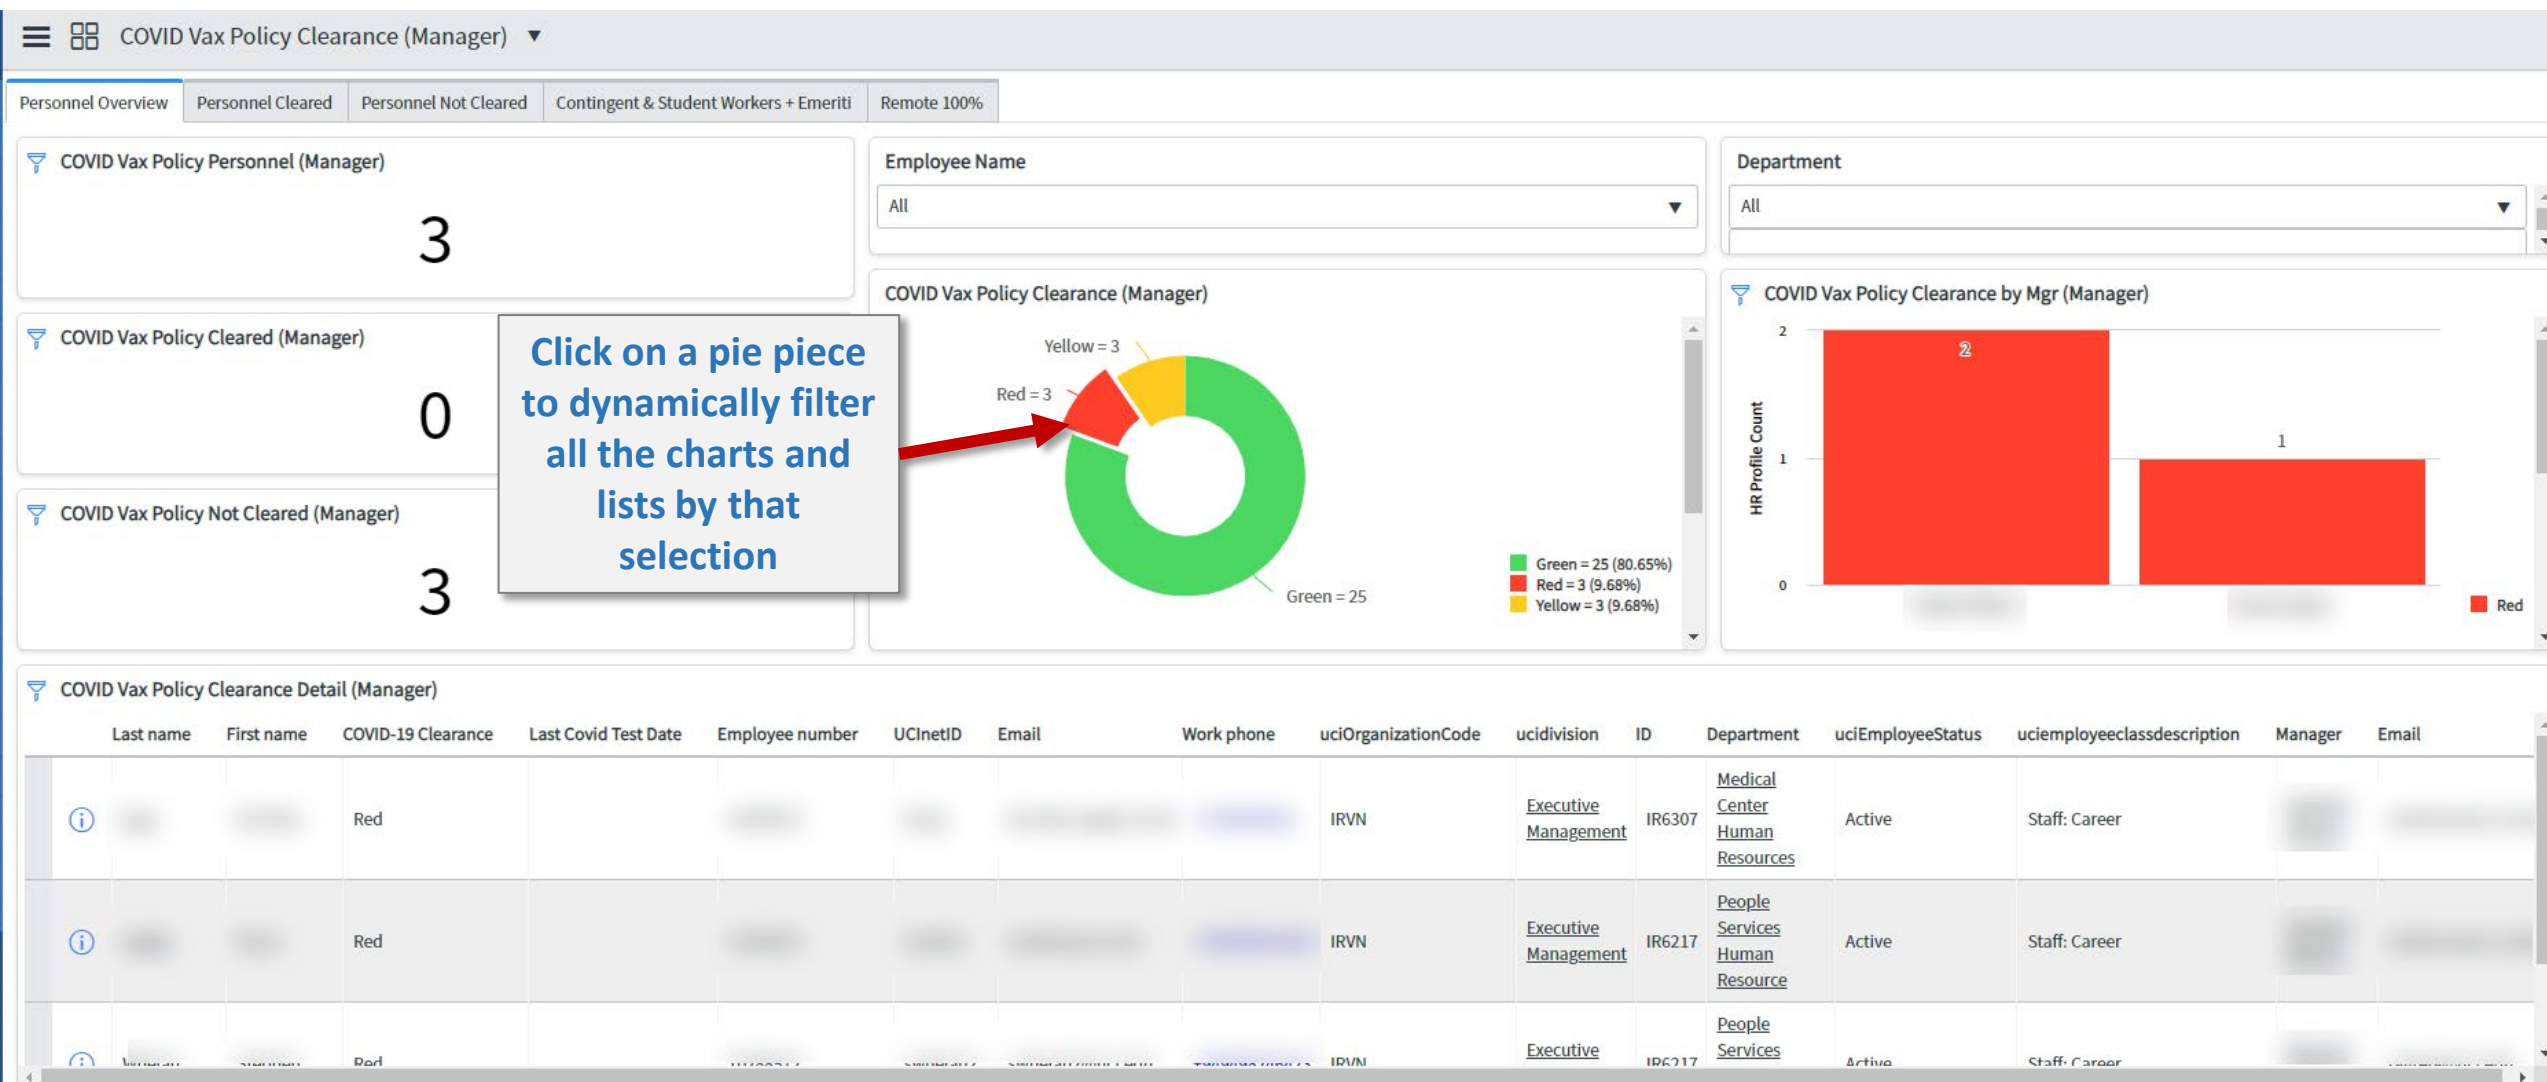 COVID Vax Policy Clearance (Manager) ▼
Personnel Overview
Personnel Cleared
Personnel Not Cleared
Contingent & Student Workers + Emeriti
Remote 100%
COVID Vax Policy Personnel (Manager)
3
Employee Name
All
Department
All
COVID Vax Policy Cleared (Manager)
0
COVID Vax Policy Not Cleared (Manager)
3
Click on a pie piece
to dynamically filter
all the charts and
lists by that
selection
COVID Vax Policy Clearance (Manager)
Yellow = 3
Red = 3
Green = 25
Green = 25 (80.65%)
Red = 3 (9.68%)
Yellow = 3 (9.68%)
COVID Vax Policy Clearance by Mgr (Manager)
HR Profile Count
2
1
0
2
1
Red
COVID Vax Policy Clearance Detail (Manager)
Last name First name COVID-19 Clearance Last Covid Test Date Employee number UCInetID Email Work phone uciOrganizationCode ucidivision ID Department uciEmployeeStatus uciemployeeclassdescription Manager Email
Red IRVN Executive Management IR6307 Medical Center Human Resources Active Staff: Career
Red IRVN Executive Management IR6217 People Services Human Resource Active Staff: Career
Red IRVN Executive IR6217 People Services Active Staff: Career